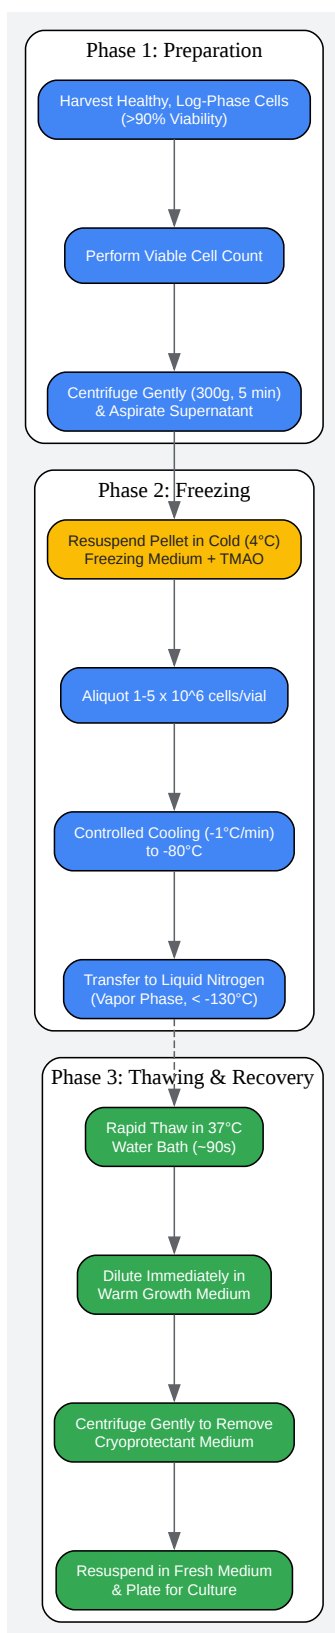 Phase 1: Preparation
Harvest Healthy, Log-Phase Cells
(>90% Viability)
Perform Viable Cell Count
Centrifuge Gently (300g, 5 min)
& Aspirate Supernatant
Phase 2: Freezing
Resuspend Pellet in Cold (4°C)
Freezing Medium + TMAO
Aliquot 1-5 x 10^6 cells/vial
Controlled Cooling (-1°C/min)
to -80°C
Transfer to Liquid Nitrogen
(Vapor Phase, < -130°C)
Phase 3: Thawing & Recovery
Rapid Thaw in 37°C
Water Bath (~90s)
Dilute Immediately in
Warm Growth Medium
Centrifuge Gently to Remove
Cryoprotectant Medium
Resuspend in Fresh Medium
& Plate for Culture